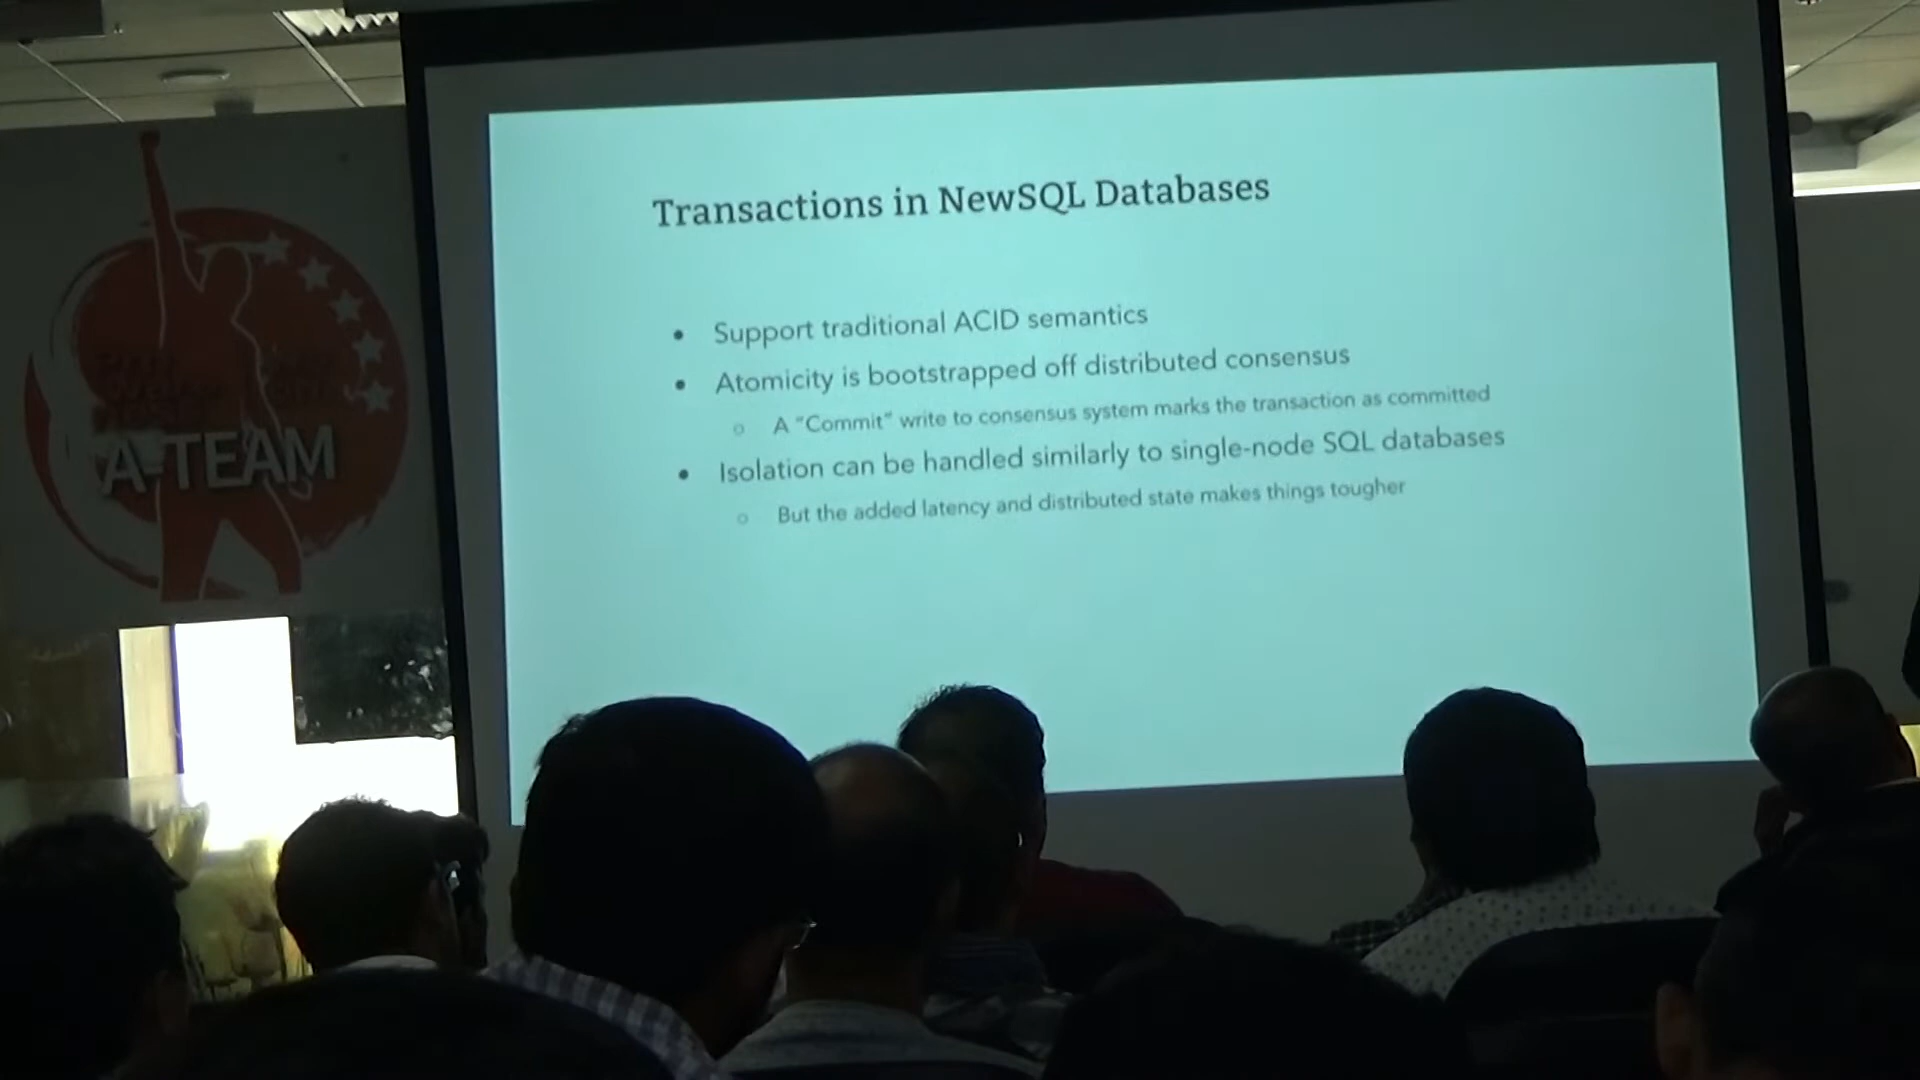 Transactions in NewSQL Databases
Support traditional ACID semantics
Atomicity is bootstrapped off distributed consensus
A “Commit” write to consensus system marks the transaction as committed
Isolation can be handled similarly to single-node SQL databases
But the added latency and distributed state makes things tougher
A-TEAM